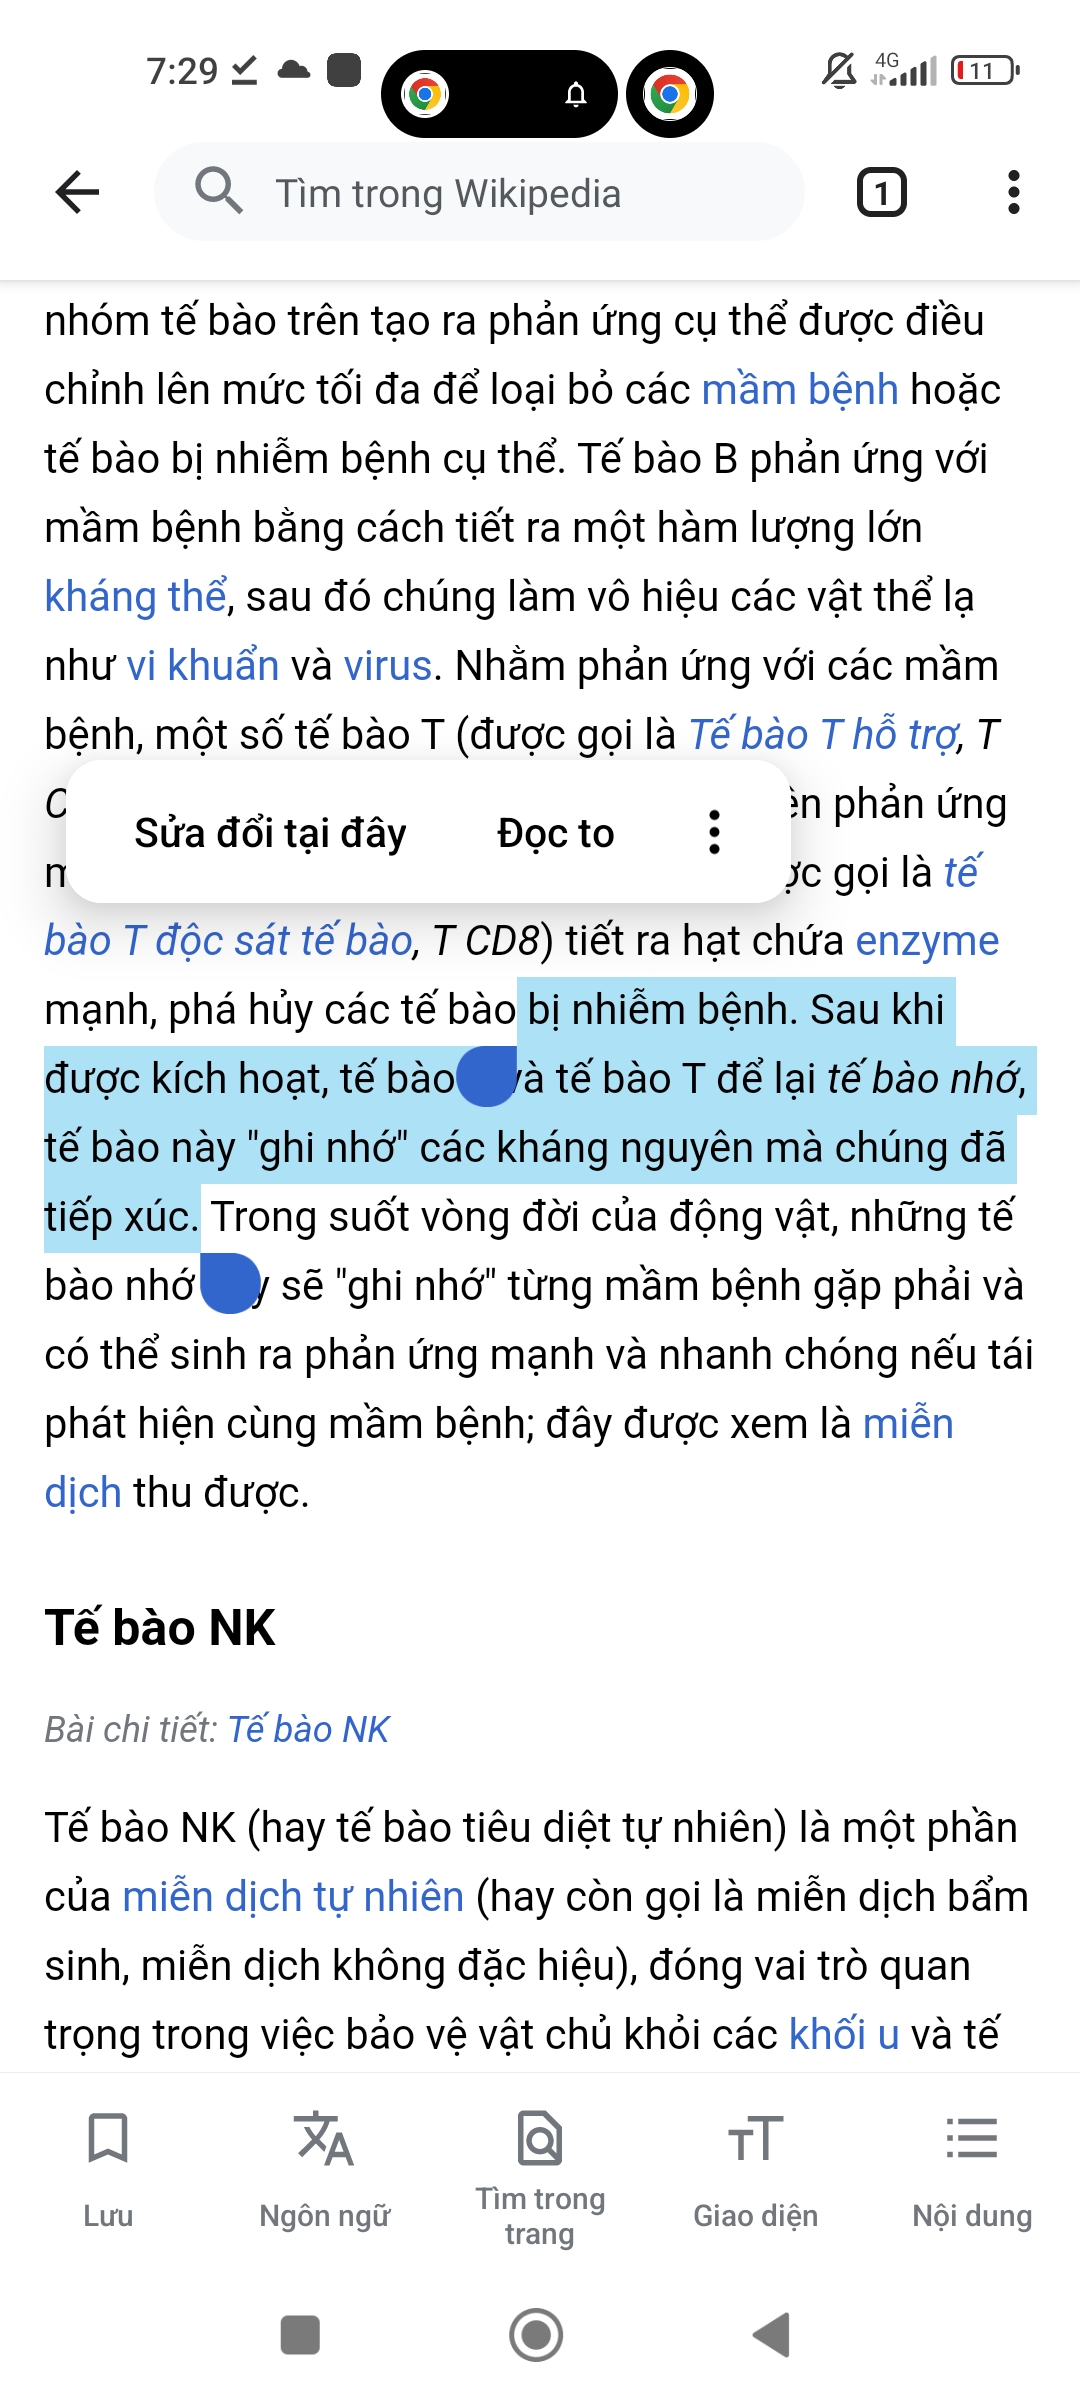 7:29
4G
11
Tìm trong Wikipedia
1
nhóm tế bào trên tạo ra phản ứng cụ thể được điều
chỉnh lên mức tối đa để loại bỏ các mầm bệnh hoặc
tế bào bị nhiễm bệnh cụ thể. Tế bào B phản ứng với
mầm bệnh bằng cách tiết ra một hàm lượng lớn
kháng thể, sau đó chúng làm vô hiệu các vật thể lạ
như vi khuẩn và virus. Nhằm phản ứng với các mầm
bệnh, một số tế bào T (được gọi là Tế bào T hỗ trợ, T
phản ứng
Sửa đổi tại đây
Đọc to
gọi là tế
bào T độc sát tế bào, T CD8) tiết ra hạt chứa enzyme
mạnh, phá hủy các tế bào bị nhiễm bệnh. Sau khi
được kích hoạt, tế bào và tế bào T để lại tế bào nhớ,
tế bào này "ghi nhớ" các kháng nguyên mà chúng đã
tiếp xúc. Trong suốt vòng đời của động vật, những tế
bào nhớ sẽ "ghi nhớ" từng mầm bệnh gặp phải và
có thể sinh ra phản ứng mạnh và nhanh chóng nếu tái
phát hiện cùng mầm bệnh; đây được xem là miễn
dịch thu được.
Tế bào NK
Bài chi tiết: Tế bào NK
Tế bào NK (hay tế bào tiêu diệt tự nhiên) là một phần
của miễn dịch tự nhiên (hay còn gọi là miễn dịch bẩm
sinh, miễn dịch không đặc hiệu), đóng vai trò quan
trọng trong việc bảo vệ vật chủ khỏi các khối u và tế
Lưu
Ngôn ngữ
Tìm trong
trang
Giao diện
Nội dung